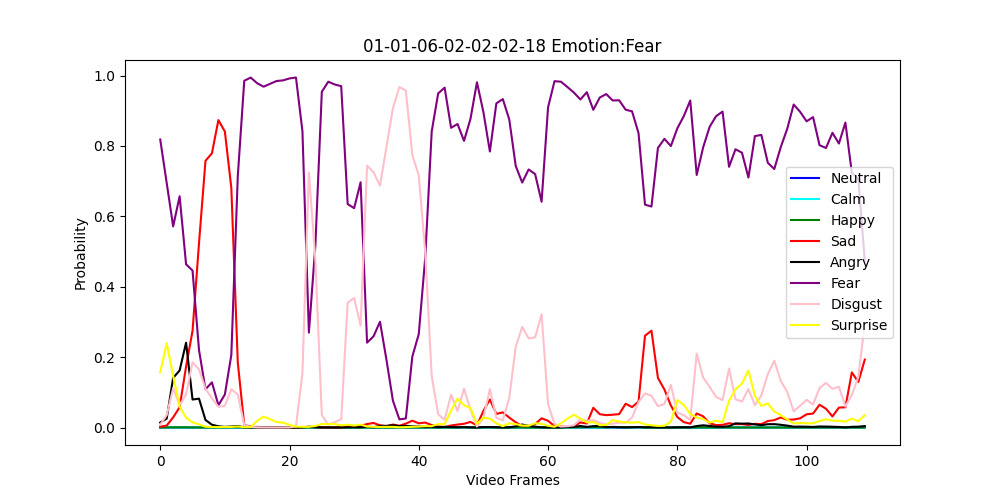 01-01-06-02-02-02-18 Emotion:Fear
1.0
0.8
0.6
0.4
0.2
0.0
Probability
0 20 40 60 80 100
Video Frames
Neutral
Calm
Happy
Sad
Angry
Fear
Disgust
Surprise